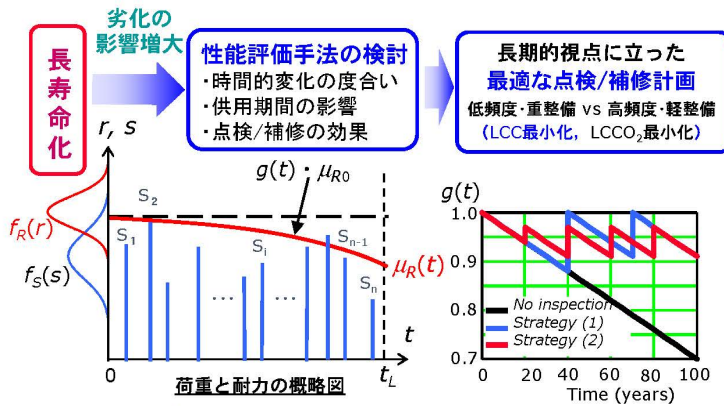 長寿命化
劣化の
影響増大
性能評価手法の検討
・時間的変化の度合い
・供用期間の影響
・点検/補修の効果
長期的視点に立った
最適な点検/補修計画
低頻度・重整備 vs 高頻度・軽整備
（LCC最小化，LCCO₂最小化）
r, s
g(t)・μR0
fR(r)
fS(s)
S1
S2
…
Si
…
Sn-1
Sn
μR(t)
t
0
tL
荷重と耐力の概略図
g(t)
1.0
0.9
0.8
0.7
No inspection
Strategy (1)
Strategy (2)
0 20 40 60 80 100
Time (years)